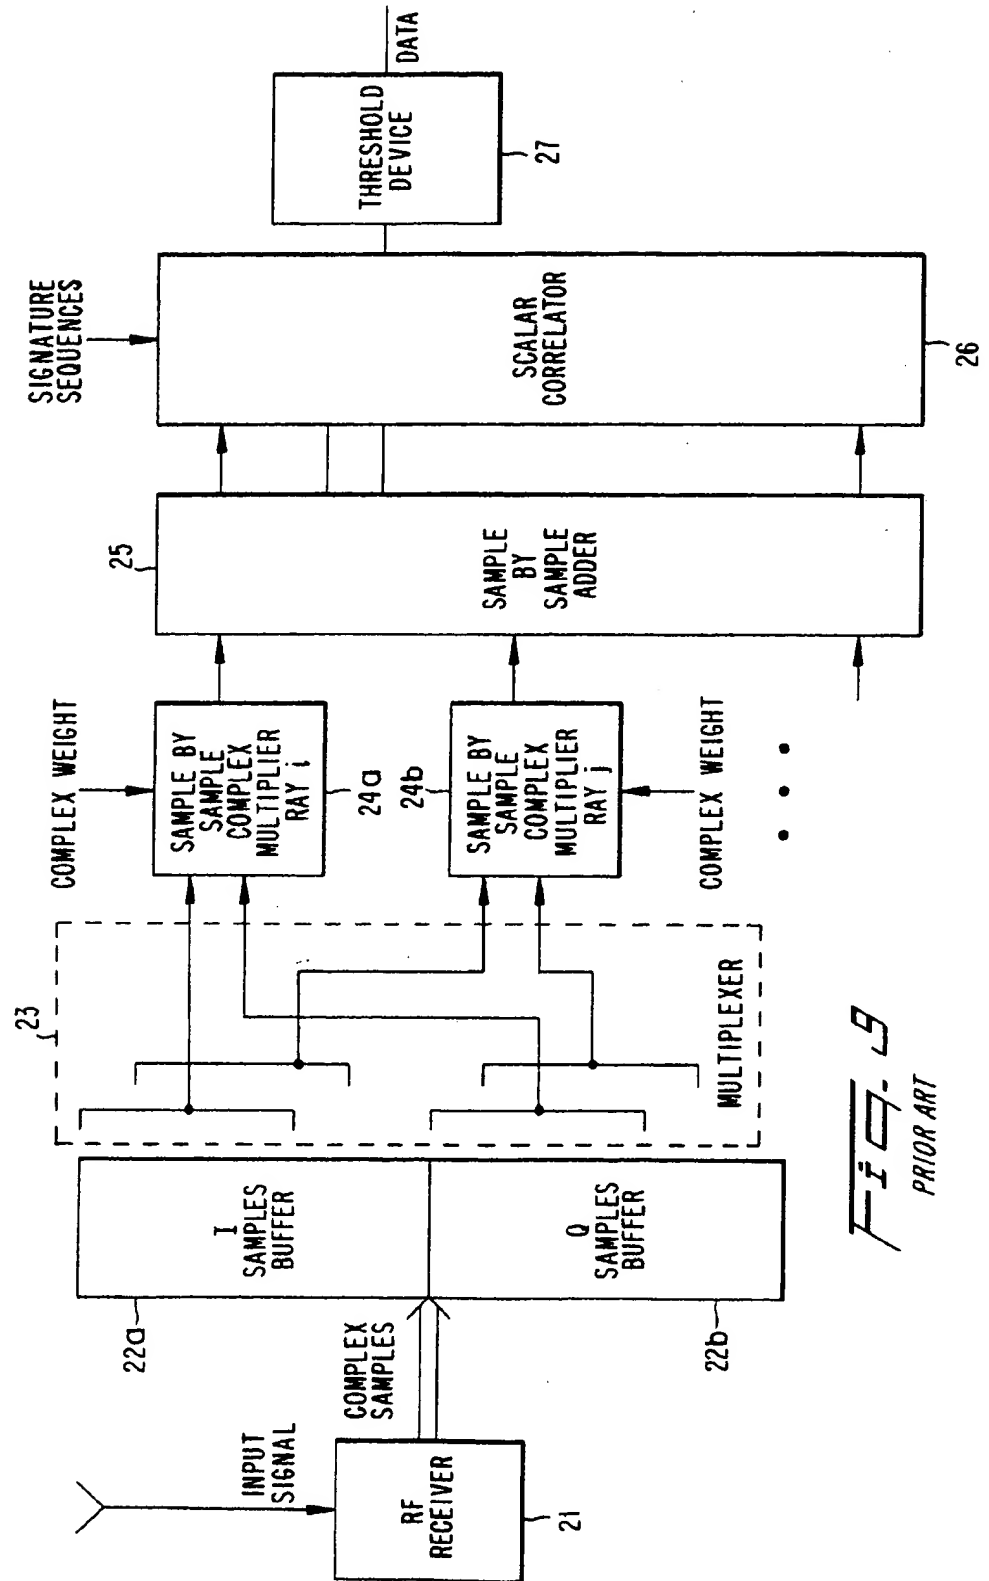 INPUT
SIGNAL
RF
RECEIVER
21
COMPLEX
SAMPLES
22a
I
SAMPLES
BUFFER
Q
SAMPLES
BUFFER
22b
23
MULTIPLEXER
COMPLEX WEIGHT
SAMPLE BY
SAMPLE
COMPLEX
MULTIPLIER
RAY i
24a
24b
SAMPLE BY
SAMPLE
COMPLEX
MULTIPLIER
RAY j
COMPLEX WEIGHT
25
SAMPLE
BY
SAMPLE
ADDER
SIGNATURE
SEQUENCES
SCALAR
CORRELATOR
26
THRESHOLD
DEVICE
27
DATA
Fig. 9
PRIOR ART